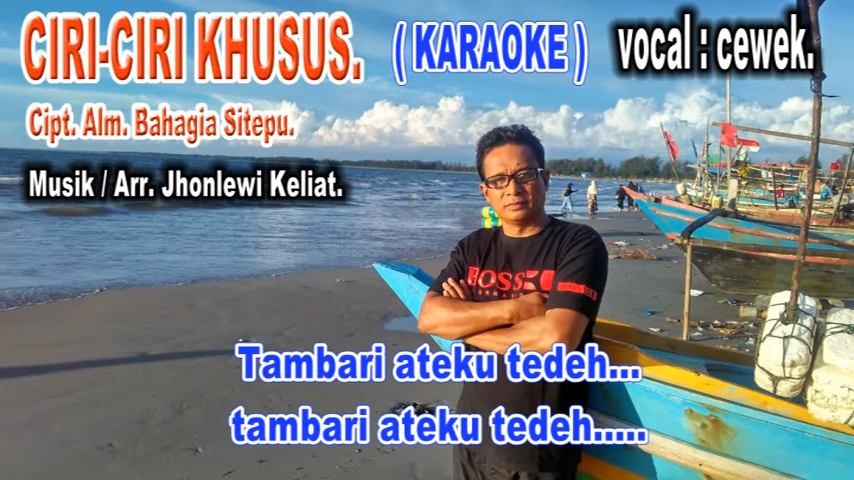 CIRI-CIRI KHUSUS.
( KARAOKE )
vocal : cewek.
Cipt. Alm. Bahagia Sitepu.
Musik / Arr. Jhonlewi Keliat.
Tambari ateku tedeh...
tambari ateku tedeh.....